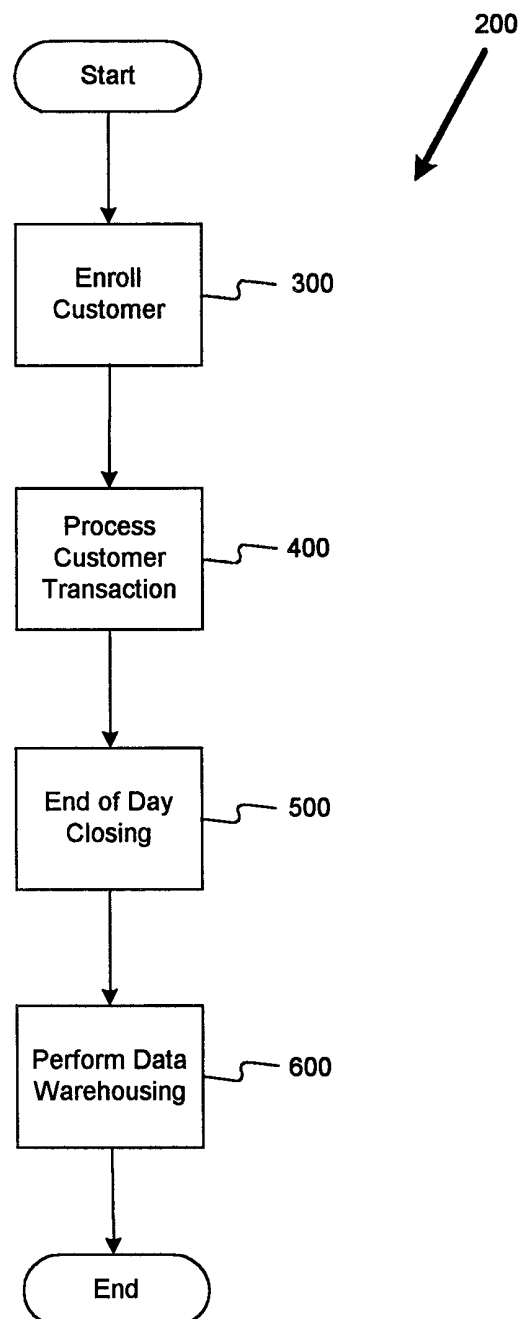 200
Start
Enroll
Customer
300
Process
Customer
Transaction
400
End of Day
Closing
500
Perform Data
Warehousing
600
End